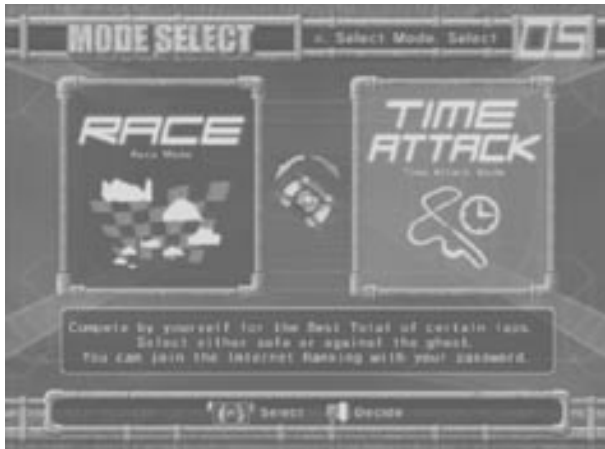 MODE SELECT
Select Mode. Select
05
RACE
Race Mode
TIME
ATTACK
Time Attack Mode
Compete by yourself for the Best Total of certain laps.
Select either solo or against the ghost.
You can join the Internet Ranking with your password.
Select
Decide